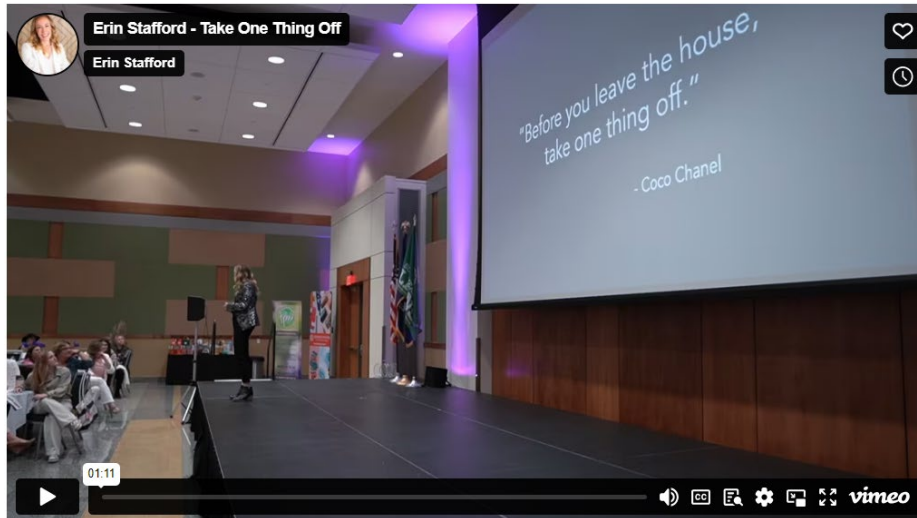 Erin Stafford - Take One Thing Off
Erin Stafford
“Before you leave the house,
take one thing off.”
- Coco Chanel
01:11
CC
vimeo